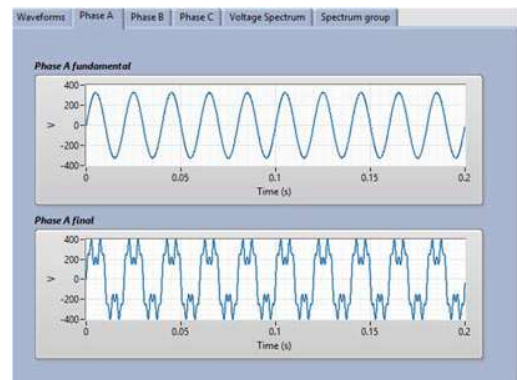 Waveforms Phase A Phase B Phase C Voltage Spectrum Spectrum group
Phase A fundamental
400
200
0
-200
-400
V
0 0.05 0.1 0.15 0.2
Time (s)
Phase A final
400
200
0
-200
-400
V
0 0.05 0.1 0.15 0.2
Time (s)